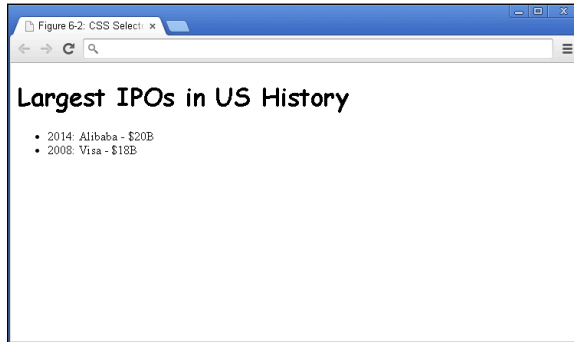 Figure 6-2: CSS Select
Largest IPOs in US History
2014: Alibaba - $20B
2008: Visa - $18B